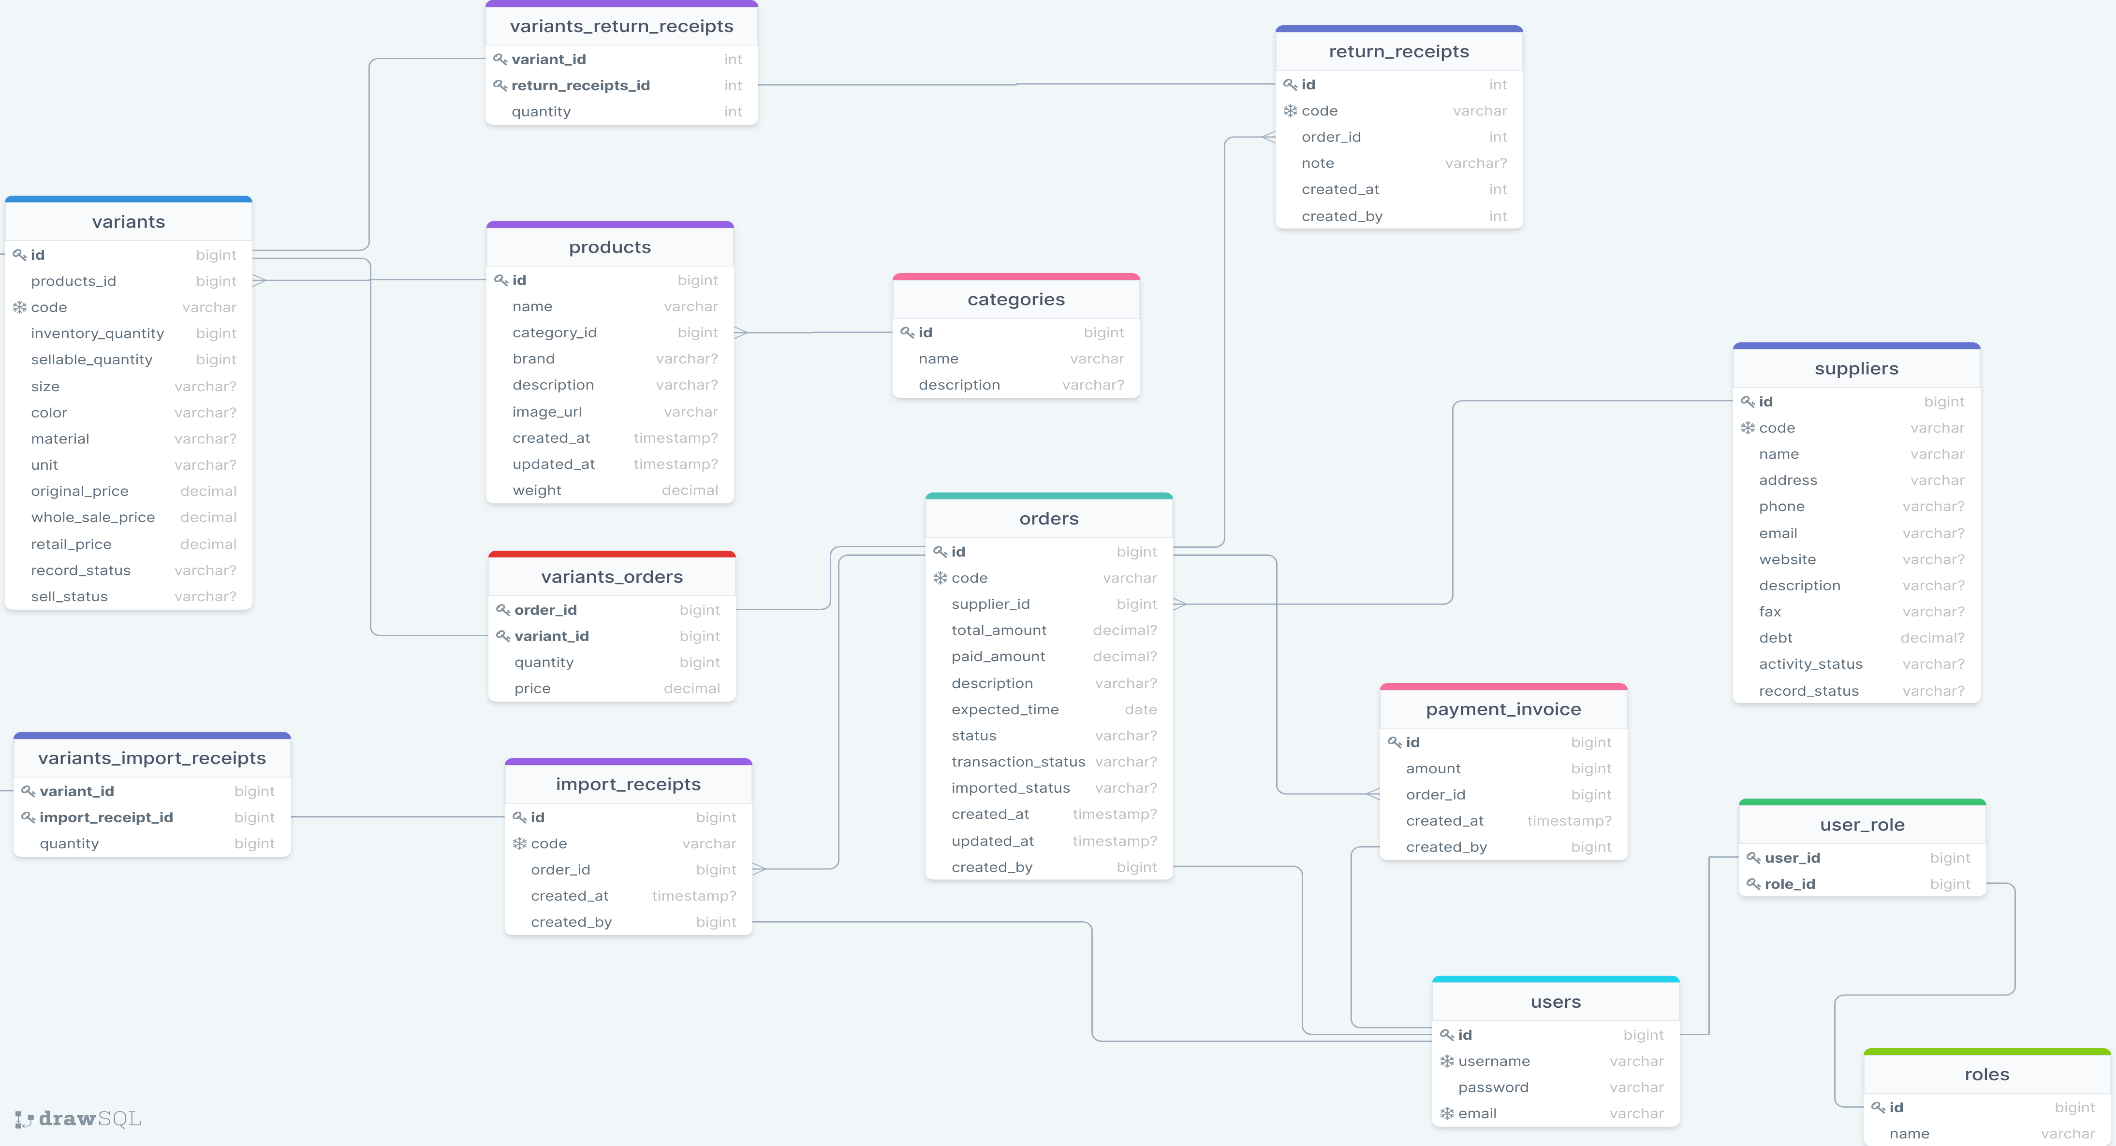 variants_return_receipts
variant_id int
return_receipts_id int
quantity int
return_receipts
id int
code varchar
order_id int
note varchar?
created_at int
created_by int
variants
id bigint
products_id bigint
code varchar
inventory_quantity bigint
sellable_quantity bigint
size varchar?
color varchar?
material varchar?
unit varchar?
original_price decimal
whole_sale_price decimal
retail_price decimal
record_status varchar?
sell_status varchar?
products
id bigint
name varchar
category_id bigint
brand varchar?
description varchar?
image_url varchar
created_at timestamp?
updated_at timestamp?
weight decimal
categories
id bigint
name varchar
description varchar?
suppliers
id bigint
code varchar
name varchar
address varchar
phone varchar?
email varchar?
website varchar?
description varchar?
fax varchar?
debt decimal?
activity_status varchar?
record_status varchar?
orders
id bigint
code varchar
supplier_id bigint
total_amount decimal?
paid_amount decimal?
description varchar?
expected_time date
status varchar?
transaction_status varchar?
imported_status varchar?
created_at timestamp?
updated_at timestamp?
created_by bigint
variants_orders
order_id bigint
variant_id bigint
quantity bigint
price decimal
payment_invoice
id bigint
amount bigint
order_id bigint
created_at timestamp?
created_by bigint
variants_import_receipts
variant_id bigint
import_receipt_id bigint
quantity bigint
import_receipts
id bigint
code varchar
order_id bigint
created_at timestamp?
created_by bigint
user_role
user_id bigint
role_id bigint
users
id bigint
username varchar
password varchar
email varchar
roles
id bigint
name varchar
drawSQL